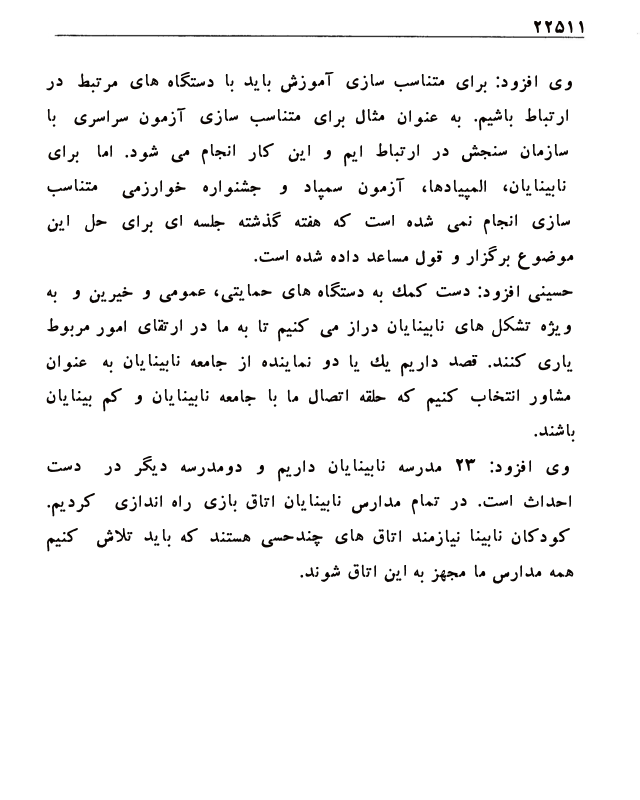 ۲۲۵۱۱
وی افزود: برای متناسب سازی آموزش باید با دستگاه های مرتبط در
ارتباط باشیم. به عنوان مثال برای متناسب سازی آزمون سراسری با
سازمان سنجش در ارتباط ایم و این کار انجام می شود. اما برای
نابینایان، المپیادها، آزمون سمپاد و جشنواره خوارزمی متناسب
سازی انجام نمی شده است که هفته گذشته جلسه ای برای حل این
موضوع برگزار و قول مساعد داده شده است.
حسینی افزود: دست کمك به دستگاه های حمایتی، عمومی و خیرین و به
ویژه تشکل های نابینایان دراز می کنیم تا به ما در ارتقای امور مربوط
یاری کنند. قصد داریم یك یا دو نماینده از جامعه نابینایان به عنوان
مشاور انتخاب کنیم که حلقه اتصال ما با جامعه نابینایان و کم بینایان
باشند.
وی افزود: ۲۳ مدرسه نابینایان داریم و دومدرسه دیگر در دست
احداث است. در تمام مدارس نابینایان اتاق بازی راه اندازی کردیم.
کودکان نابینا نیازمند اتاق های چندحسی هستند که باید تلاش کنیم
همه مدارس ما مجهز به این اتاق شوند.